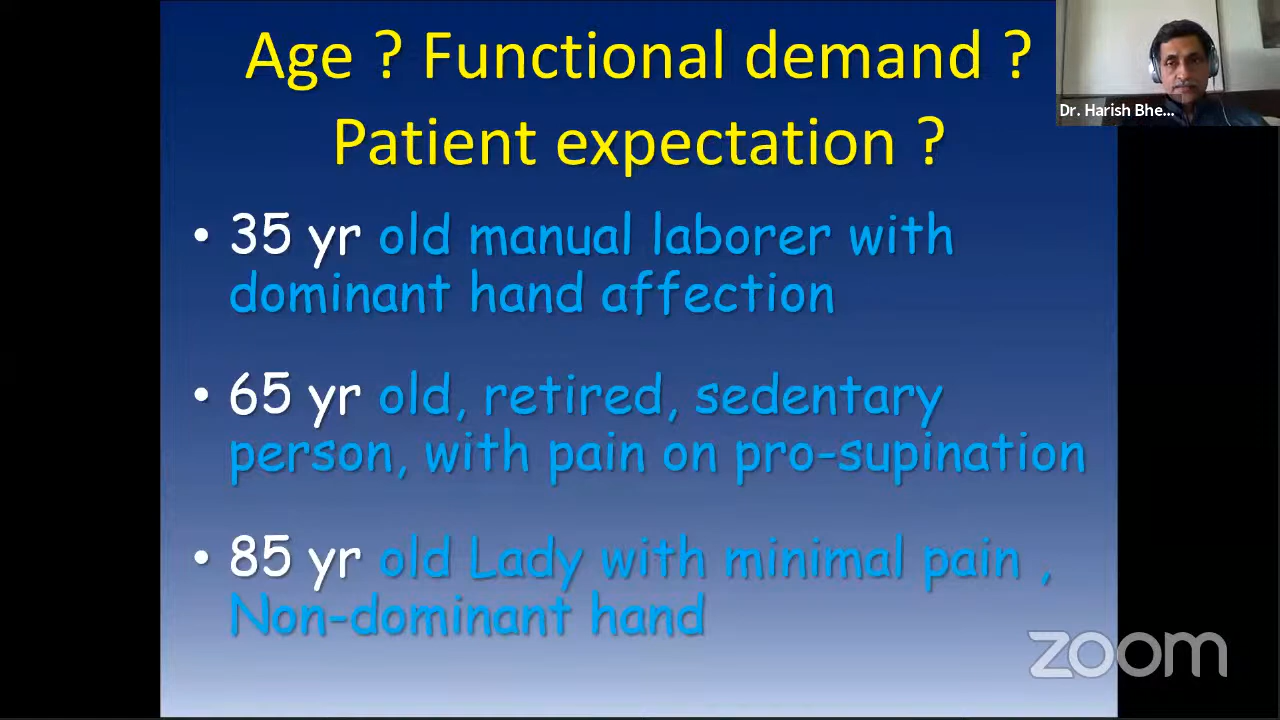 Age ? Functional demand ?
Patient expectation ?
Dr. Harish Bhe...
• 35 yr old manual laborer with
dominant hand affection
• 65 yr old, retired, sedentary
person, with pain on pro-supination
• 85 yr old Lady with minimal pain ,
Non-dominant hand
zoom